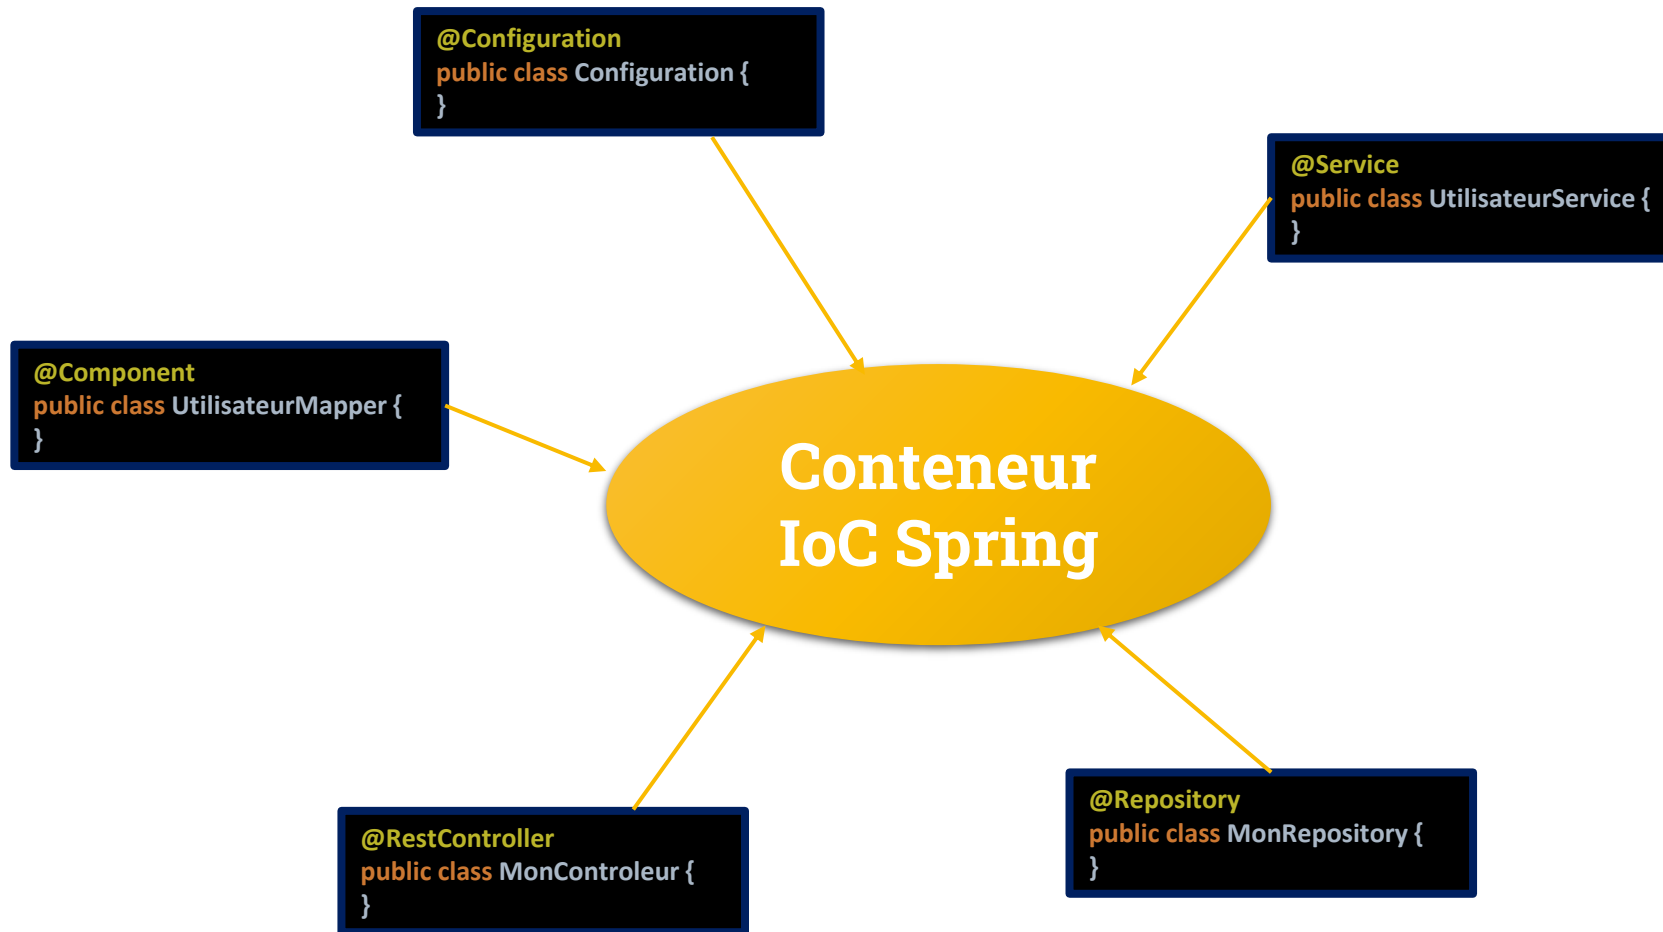 @Configuration
public class Configuration {
}
@Service
public class UtilisateurService {
}
@Component
public class UtilisateurMapper {
}
Conteneur
IoC Spring
@RestController
public class MonControleur {
}
@Repository
public class MonRepository {
}